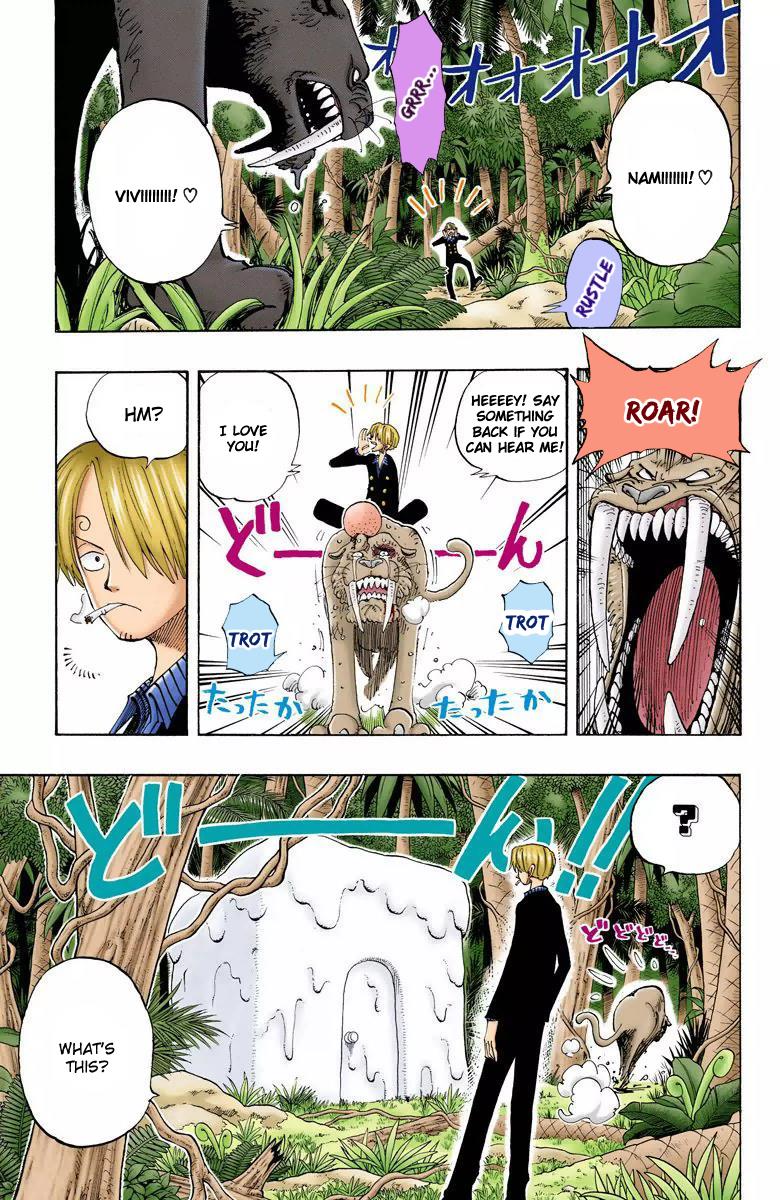 オオオオオオ
GRRR...
NAMIIIIIIII! ♡
VIVIIIIIIII! ♡
RUSTLE
ROAR!
HEEEEY! SAY
SOMETHING
BACK IF YOU
CAN HEAR ME!
I LOVE
YOU!
どーーん
TROT
TROT
たったか
たったか
HM?
?
どーん!!
どどどど...
WHAT'S
THIS?